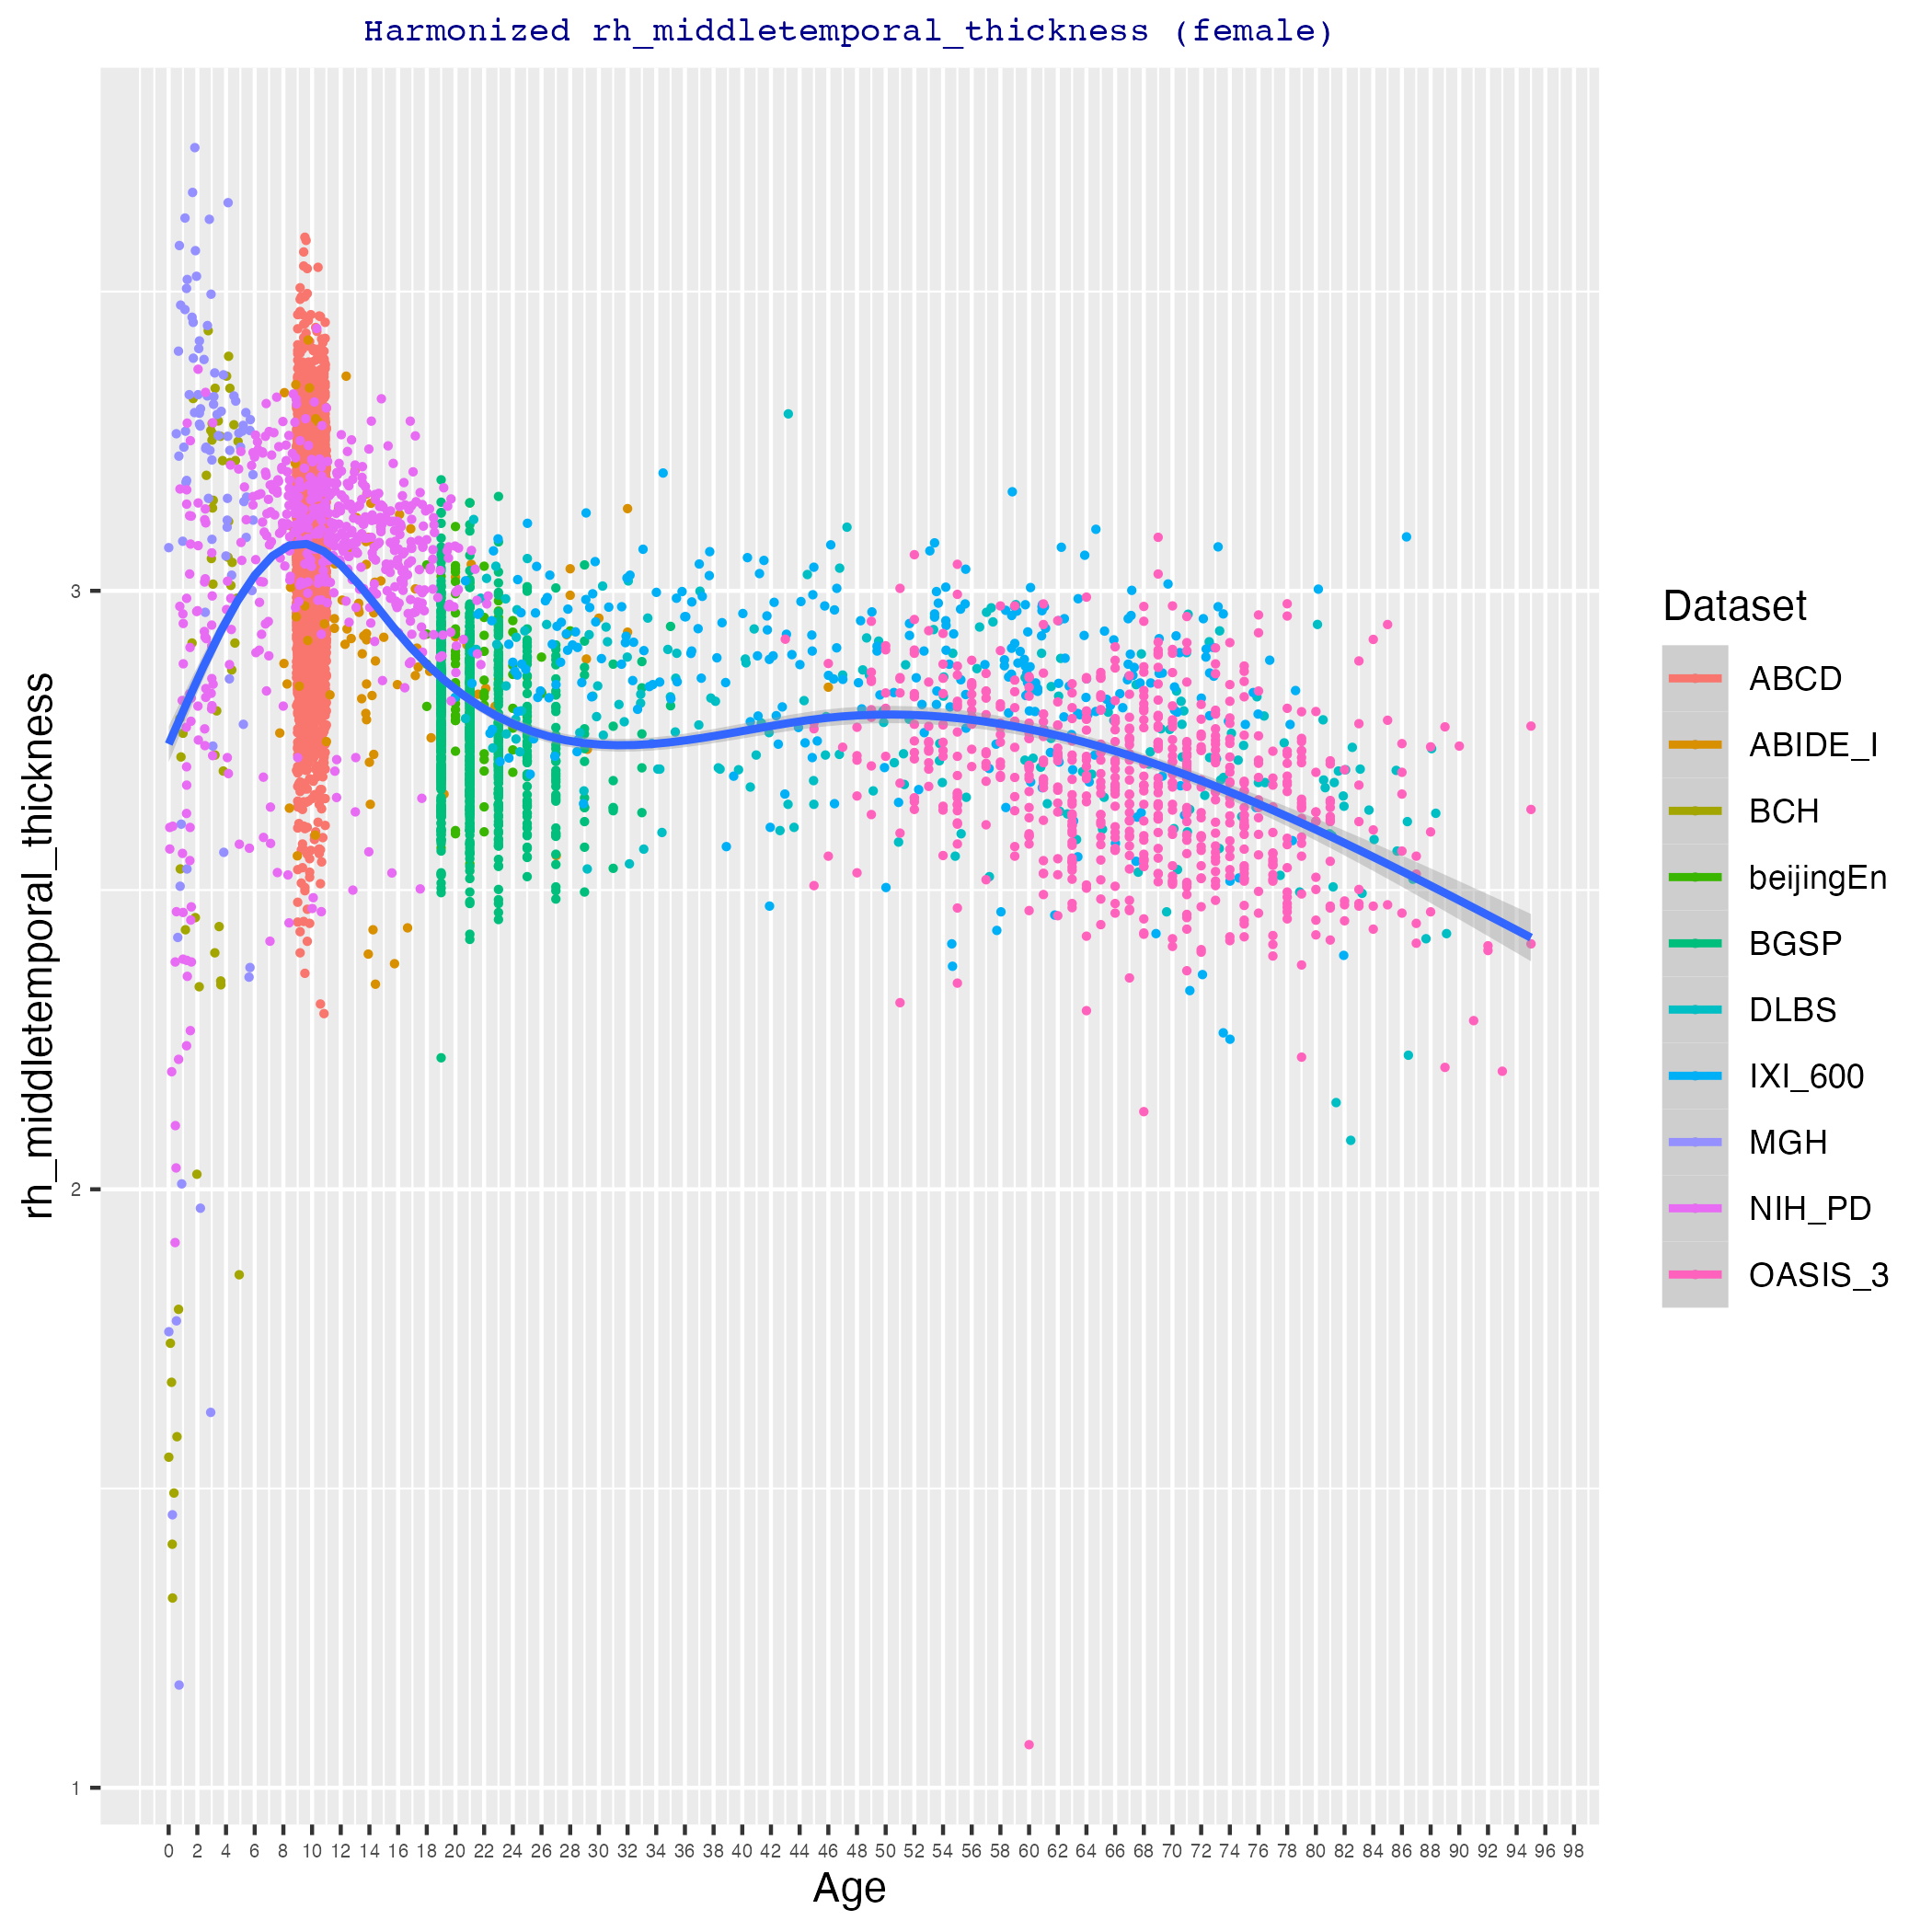 Harmonized rh_middletemporal_thickness (female)
rh_middletemporal_thickness
3
2
1
0 2 4 6 8 10 12 14 16 18 20 22 24 26 28 30 32 34 36 38 40 42 44 46 48 50 52 54 56 58 60 62 64 66 68 70 72 74 76 78 80 82 84 86 88 90 92 94 96 98
Age
Dataset
ABCD
ABIDE_I
BCH
beijingEn
BGSP
DLBS
IXI_600
MGH
NIH_PD
OASIS_3